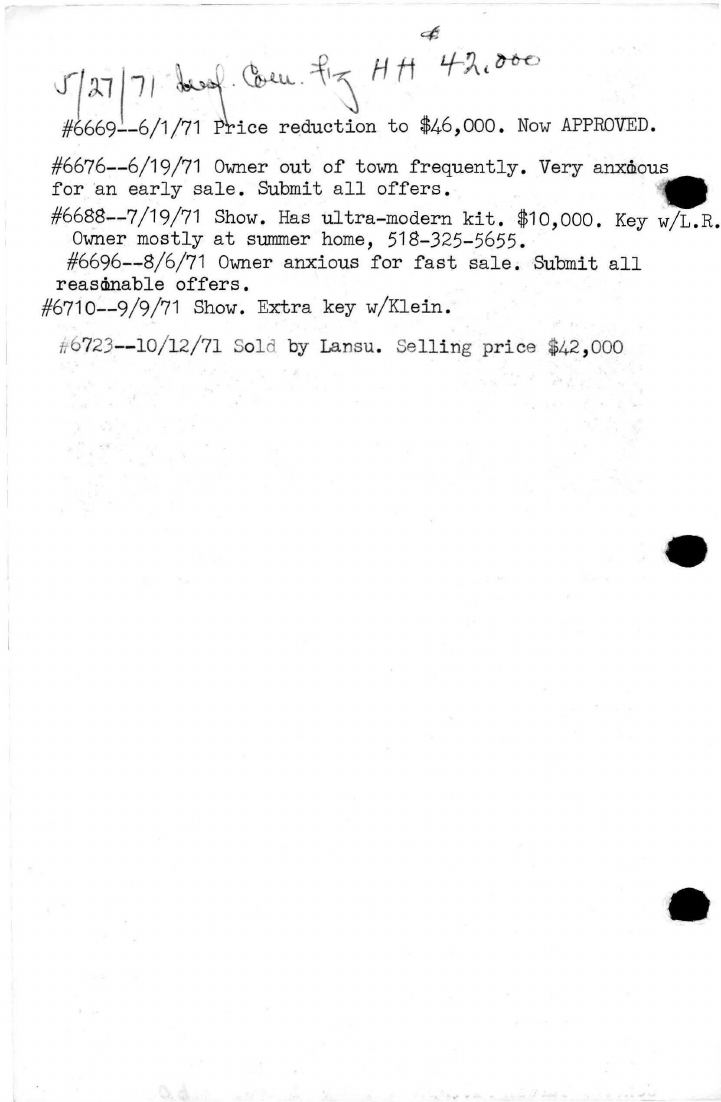 5/27/71 Conf. Com. Fig HH $42,000
#6669--6/1/71 Price reduction to $46,000. Now APPROVED.
#6676--6/19/71 Owner out of town frequently. Very anxious
for an early sale. Submit all offers.
#6688--7/19/71 Show. Has ultra-modern kit. $10,000. Key w/L.R.
Owner mostly at summer home, 518-325-5655.
#6696--8/6/71 Owner anxious for fast sale. Submit all
reasonable offers.
#6710--9/9/71 Show. Extra key w/Klein.
#6723--10/12/71 Sold by Lansu. Selling price $42,000